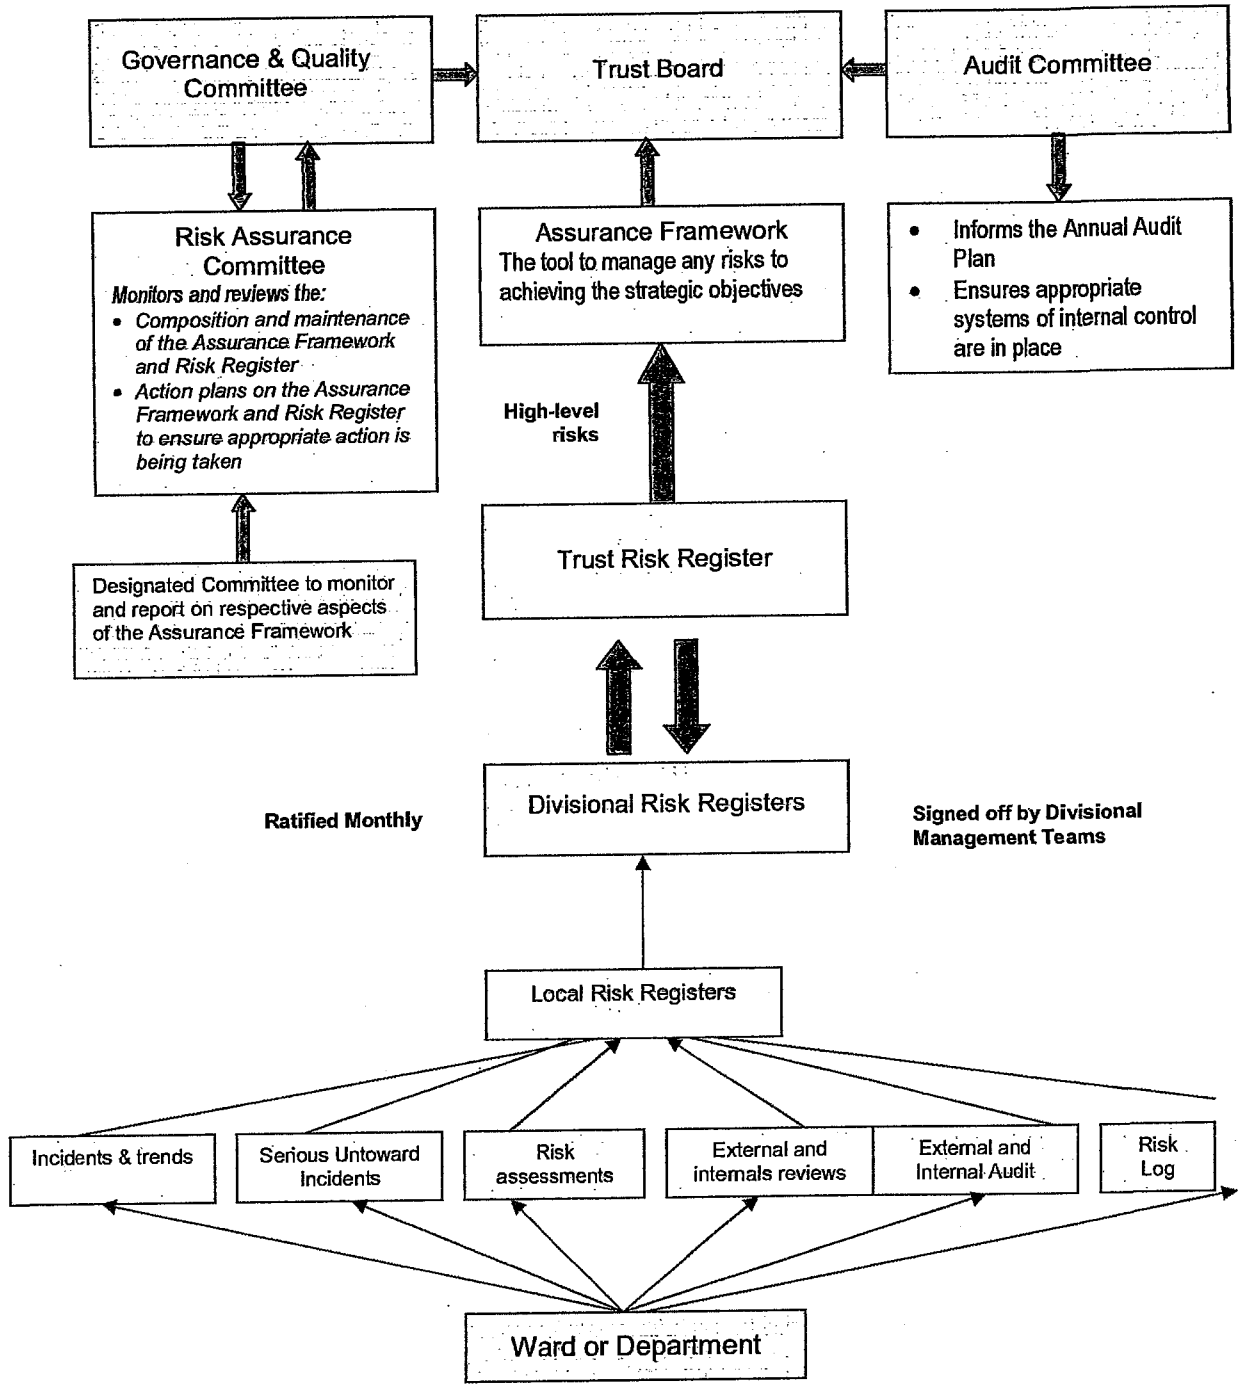 Governance & Quality
Committee
Trust Board
Audit Committee
Risk Assurance
Committee
Monitors and reviews the:
• Composition and maintenance
of the Assurance Framework
and Risk Register
• Action plans on the Assurance
Framework and Risk Register
to ensure appropriate action is
being taken
Assurance Framework
The tool to manage any risks to
achieving the strategic objectives
• Informs the Annual Audit
Plan
• Ensures appropriate
systems of internal control
are in place
High-level
risks
Trust Risk Register
Designated Committee to monitor
and report on respective aspects
of the Assurance Framework
Ratified Monthly
Divisional Risk Registers
Signed off by Divisional
Management Teams
Local Risk Registers
Incidents & trends
Serious Untoward
Incidents
Risk
assessments
External and
internals reviews
External and
Internal Audit
Risk
Log
Ward or Department